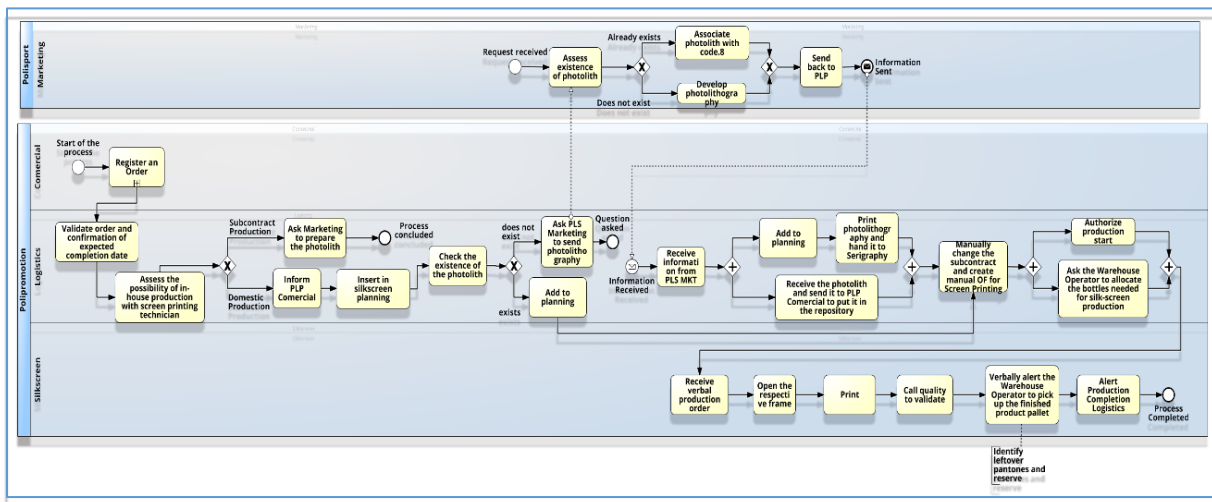 Polisport
Marketing
Request received
Assess
existence
of photolith
Already exists
Does not exist
Associate
photolith with
code.8
Develop
photolithogra
phy
Send
back to
PLP
Information
Sent
Polipromotion
Comercial
Start of the
process
Register an
Order
Logistics
Validate order and
confirmation of
expected
completion date
Assess the
possibility of in-
house production
with screen printing
technician
Subcontract
Production
Domestic
Production
Ask Marketing
to prepare
the photolith
Process
concluded
Inform
PLP
Comercial
Insert in
silkscreen
planning
Check the
existence of
the photolith
does not
exist
exists
Ask PLS
Marketing
to send
photolitho
graphy
Question
asked
Add to
planning
Information
Received
Receive
informati
on from
PLS MKT
Add to
planning
Print
photolithogr
aphy and
hand it to
Serigraphy
Receive the photolith
and send it to PLP
Comercial to put it in
the repository
Manually
change the
subcontract
and create
manual OF for
Screen Printing
Authorize
production
start
Ask the Warehouse
Operator to allocate
the bottles needed
for silk-screen
production
Silkscreen
Receive
verbal
production
order
Open the
respecti
ve frame
Print
Call quality
to validate
Verbally alert the
Warehouse
Operator to pick
up the finished
product pallet
Alert
Production
Completion
Logistics
Process
Completed
Identify
leftover
pantones and
reserve